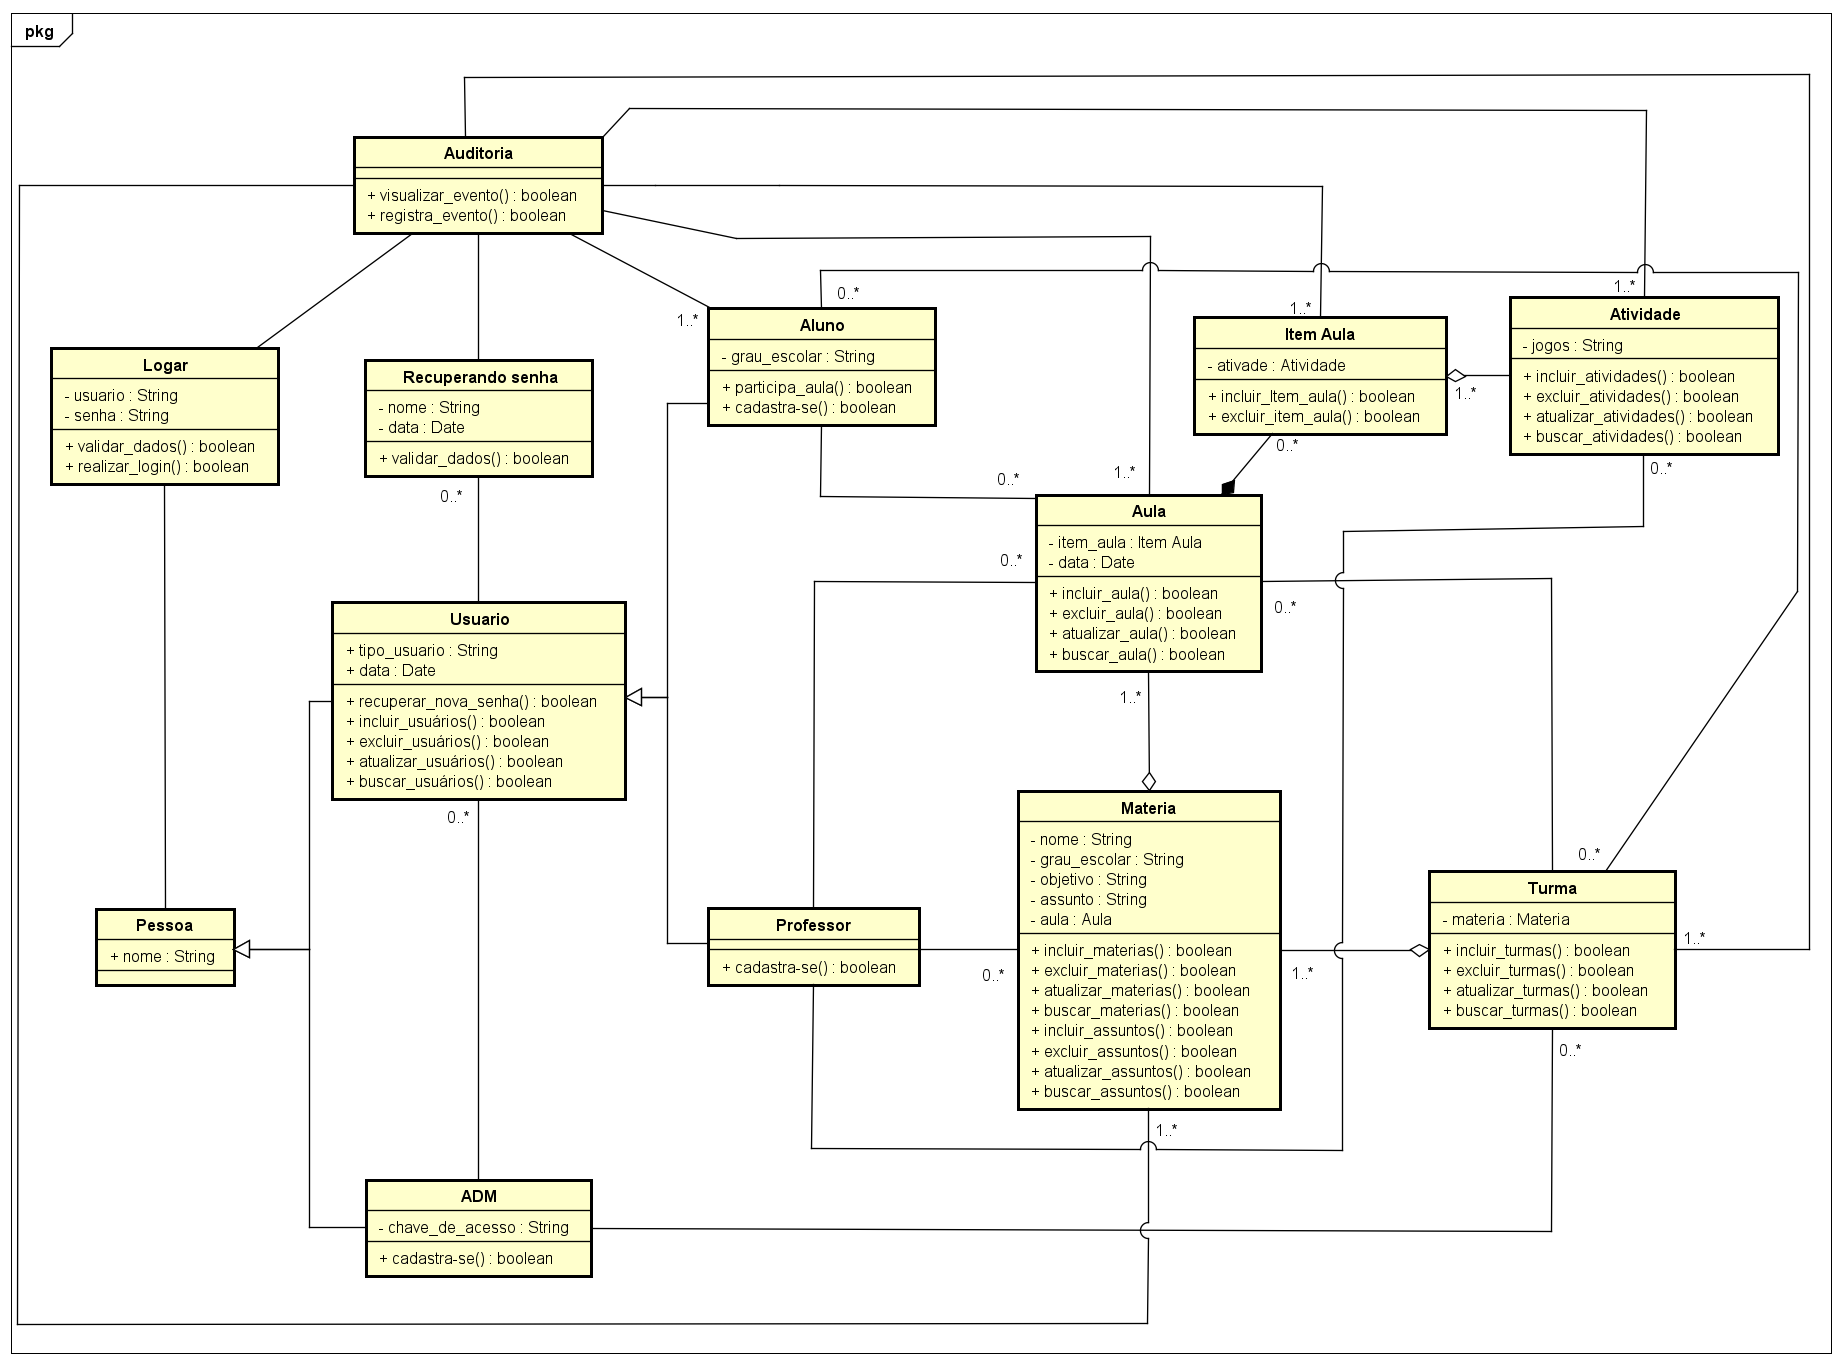 pkg
Auditoria
+ visualizar_evento() : boolean
+ registra_evento() : boolean
0..*
1..*
1..*
1..*
Aluno
- grau_escolar : String
+ participa_aula() : boolean
+ cadastra-se() : boolean
Item Aula
- ativade : Atividade
+ incluir_Item_aula() : boolean
+ excluir_item_aula() : boolean
Atividade
- jogos : String
+ incluir_atividades() : boolean
+ excluir_atividades() : boolean
+ atualizar_atividades() : boolean
+ buscar_atividades() : boolean
1..*
0..*
0..*
Logar
- usuario : String
- senha : String
+ validar_dados() : boolean
+ realizar_login() : boolean
Recuperando senha
- nome : String
- data : Date
+ validar_dados() : boolean
0..*
0..*
1..*
Aula
- item_aula : Item Aula
- data : Date
+ incluir_aula() : boolean
+ excluir_aula() : boolean
+ atualizar_aula() : boolean
+ buscar_aula() : boolean
0..*
0..*
1..*
Usuario
+ tipo_usuario : String
+ data : Date
+ recuperar_nova_senha() : boolean
+ incluir_usuários() : boolean
+ excluir_usuários() : boolean
+ atualizar_usuários() : boolean
+ buscar_usuários() : boolean
0..*
Materia
- nome : String
- grau_escolar : String
- objetivo : String
- assunto : String
- aula : Aula
+ incluir_materias() : boolean
+ excluir_materias() : boolean
+ atualizar_materias() : boolean
+ buscar_materias() : boolean
+ incluir_assuntos() : boolean
+ excluir_assuntos() : boolean
+ atualizar_assuntos() : boolean
+ buscar_assuntos() : boolean
0..*
1..*
1..*
0..*
Turma
- materia : Materia
+ incluir_turmas() : boolean
+ excluir_turmas() : boolean
+ atualizar_turmas() : boolean
+ buscar_turmas() : boolean
1..*
0..*
Pessoa
+ nome : String
Professor
+ cadastra-se() : boolean
ADM
- chave_de_acesso : String
+ cadastra-se() : boolean